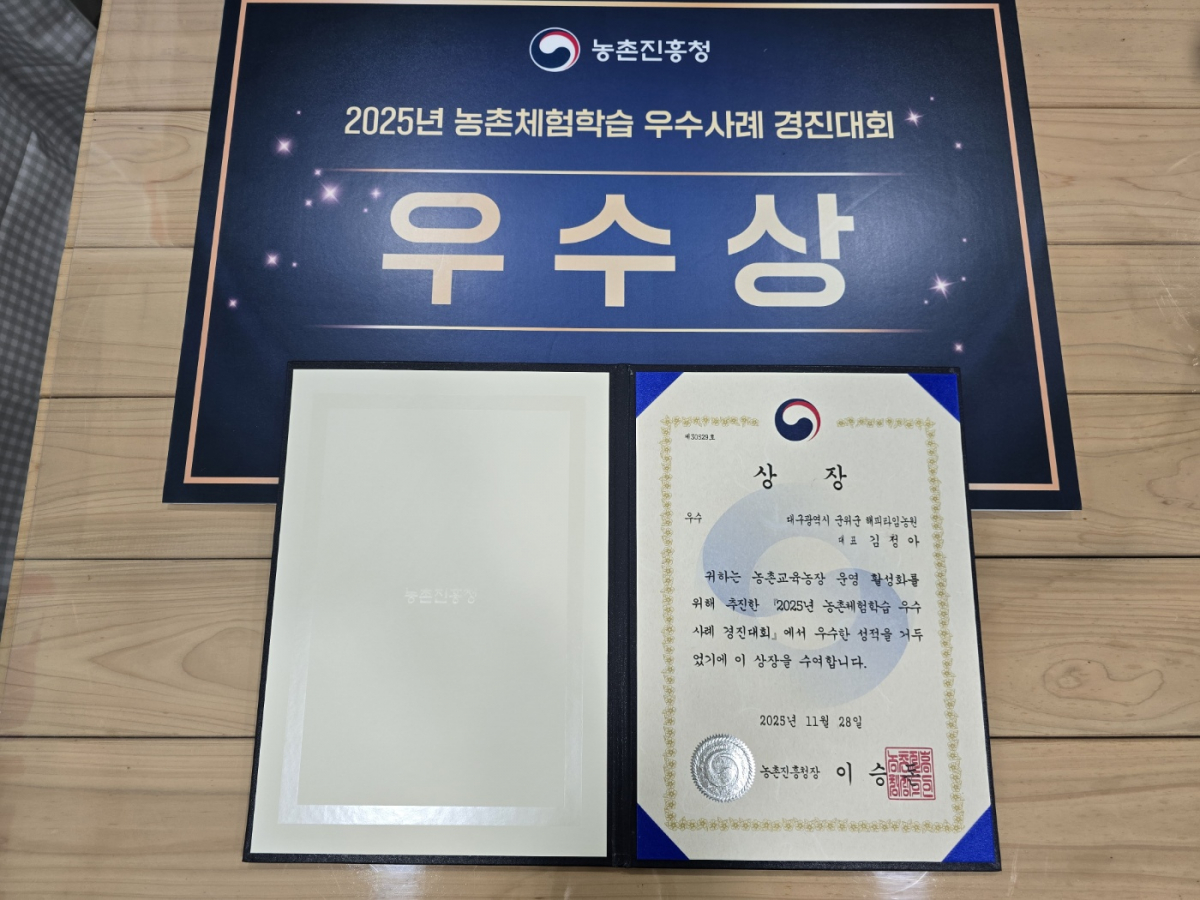 농촌진흥청
2025년 농촌체험학습 우수사례 경진대회
우수상
농촌진흥청
제30329호
상 장
우수
대구광역시 군위군 해피타임농원
대표 김정아
귀하는 농촌교육농장 운영 활성화를
위해 추진한 『2025년 농촌체험학습 우수
사례 경진대회』에서 우수한 성적을 거두
었기에 이 상장을 수여합니다.
2025년 11월 28일
농촌진흥청장 이 승 돈